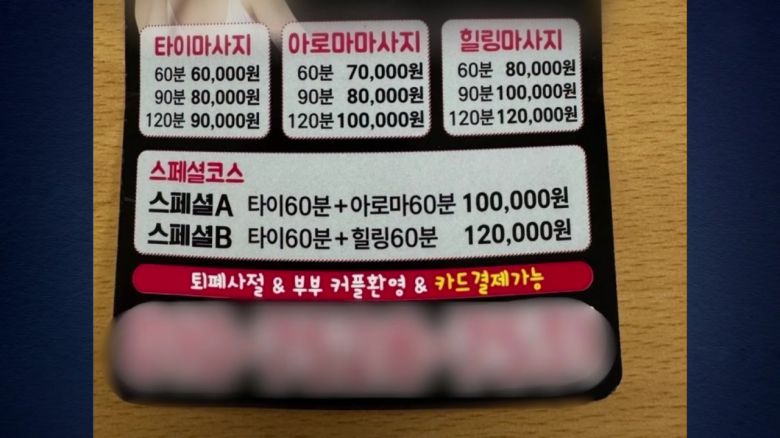 타이마사지
60분 60,000원
90분 80,000원
120분 90,000원
아로마마사지
60분 70,000원
90분 80,000원
120분 100,000원
힐링마사지
60분 80,000원
90분 100,000원
120분 120,000원
스페셜코스
스페셜A 타이60분+아로마60분 100,000원
스페셜B 타이60분+힐링60분 120,000원
퇴폐사절 & 부부 커플환영 & 카드결제가능